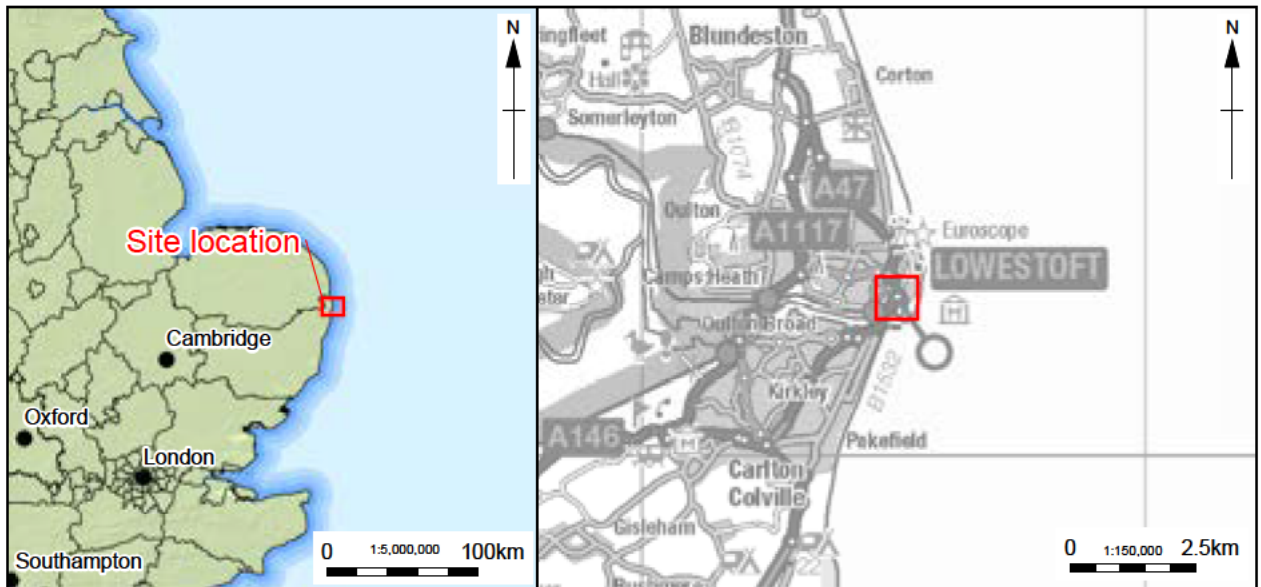 N
Site location
Cambridge
Oxford
London
Southampton
0 1:5,000,000 100km
N
Blundeston
Hall
Corton
Somerleyton
B1074
A47
Oulton
A1117
Euroscope
LOWESTOFT
Camps Heath
Oulton Broad
B1532
Kirkley
A146
Pakefield
Carlton
Colville
Gisleham
0 1:150,000 2.5km